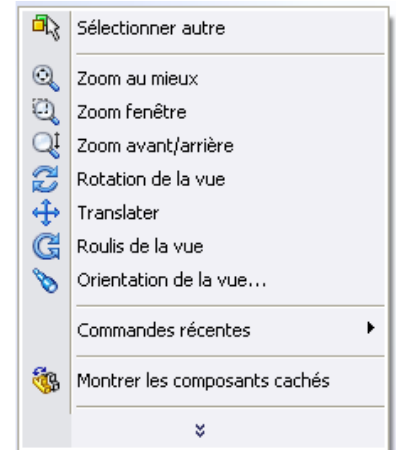 Sélectionner autre
Zoom au mieux
Zoom fenêtre
Zoom avant/arrière
Rotation de la vue
Translater
Roulis de la vue
Orientation de la vue...
Commandes récentes
Montrer les composants cachés